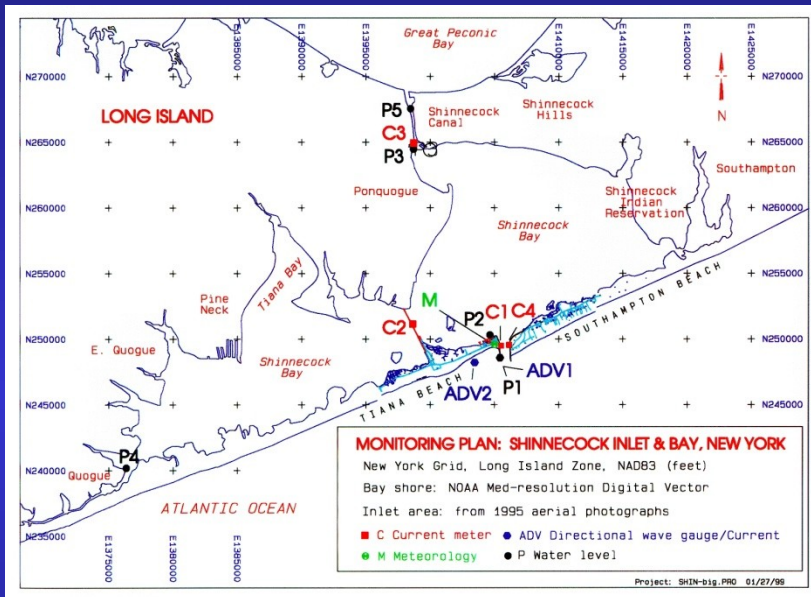 E1385000
E1390000
E1395000
Great Peconic
Bay
E1410000
E1415000
E1420000
E1425000
N270000
N270000
N
LONG ISLAND
P5
Shinnecock
Canal
Shinnecock
Hills
N265000
C3
N265000
P3
Southampton
Ponquogue
Shinnecock
Indian
Reservation
N260000
N260000
Shinnecock
Bay
Tiana Bay
N255000
N255000
Pine
Neck
M
P2
C1 C4
SOUTHAMPTON BEACH
C2
N250000
N250000
E. Quogue
Shinnecock
Bay
ADV2
ADV1
P1
TIANA BEACH
N245000
N245000
P4
Quogue
N240000
ATLANTIC OCEAN
N235000
E1375000
E1380000
E1385000
MONITORING PLAN: SHINNECOCK INLET & BAY, NEW YORK
New York Grid, Long Island Zone, NAD83 (feet)
Bay shore: NOAA Med-resolution Digital Vector
Inlet area: from 1995 aerial photographs
C Current meter ADV Directional wave gauge/Current
M Meteorology P Water level
Project: SHIN-big.PRO 01/27/99